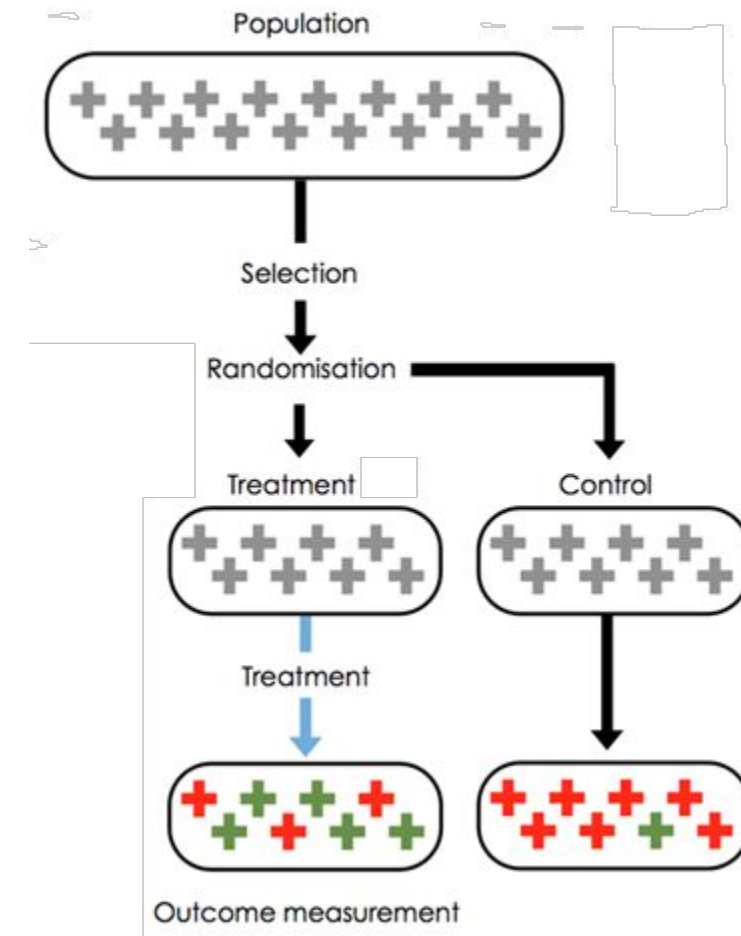 Population
Selection
Randomisation
Treatment
Control
Treatment
Outcome measurement